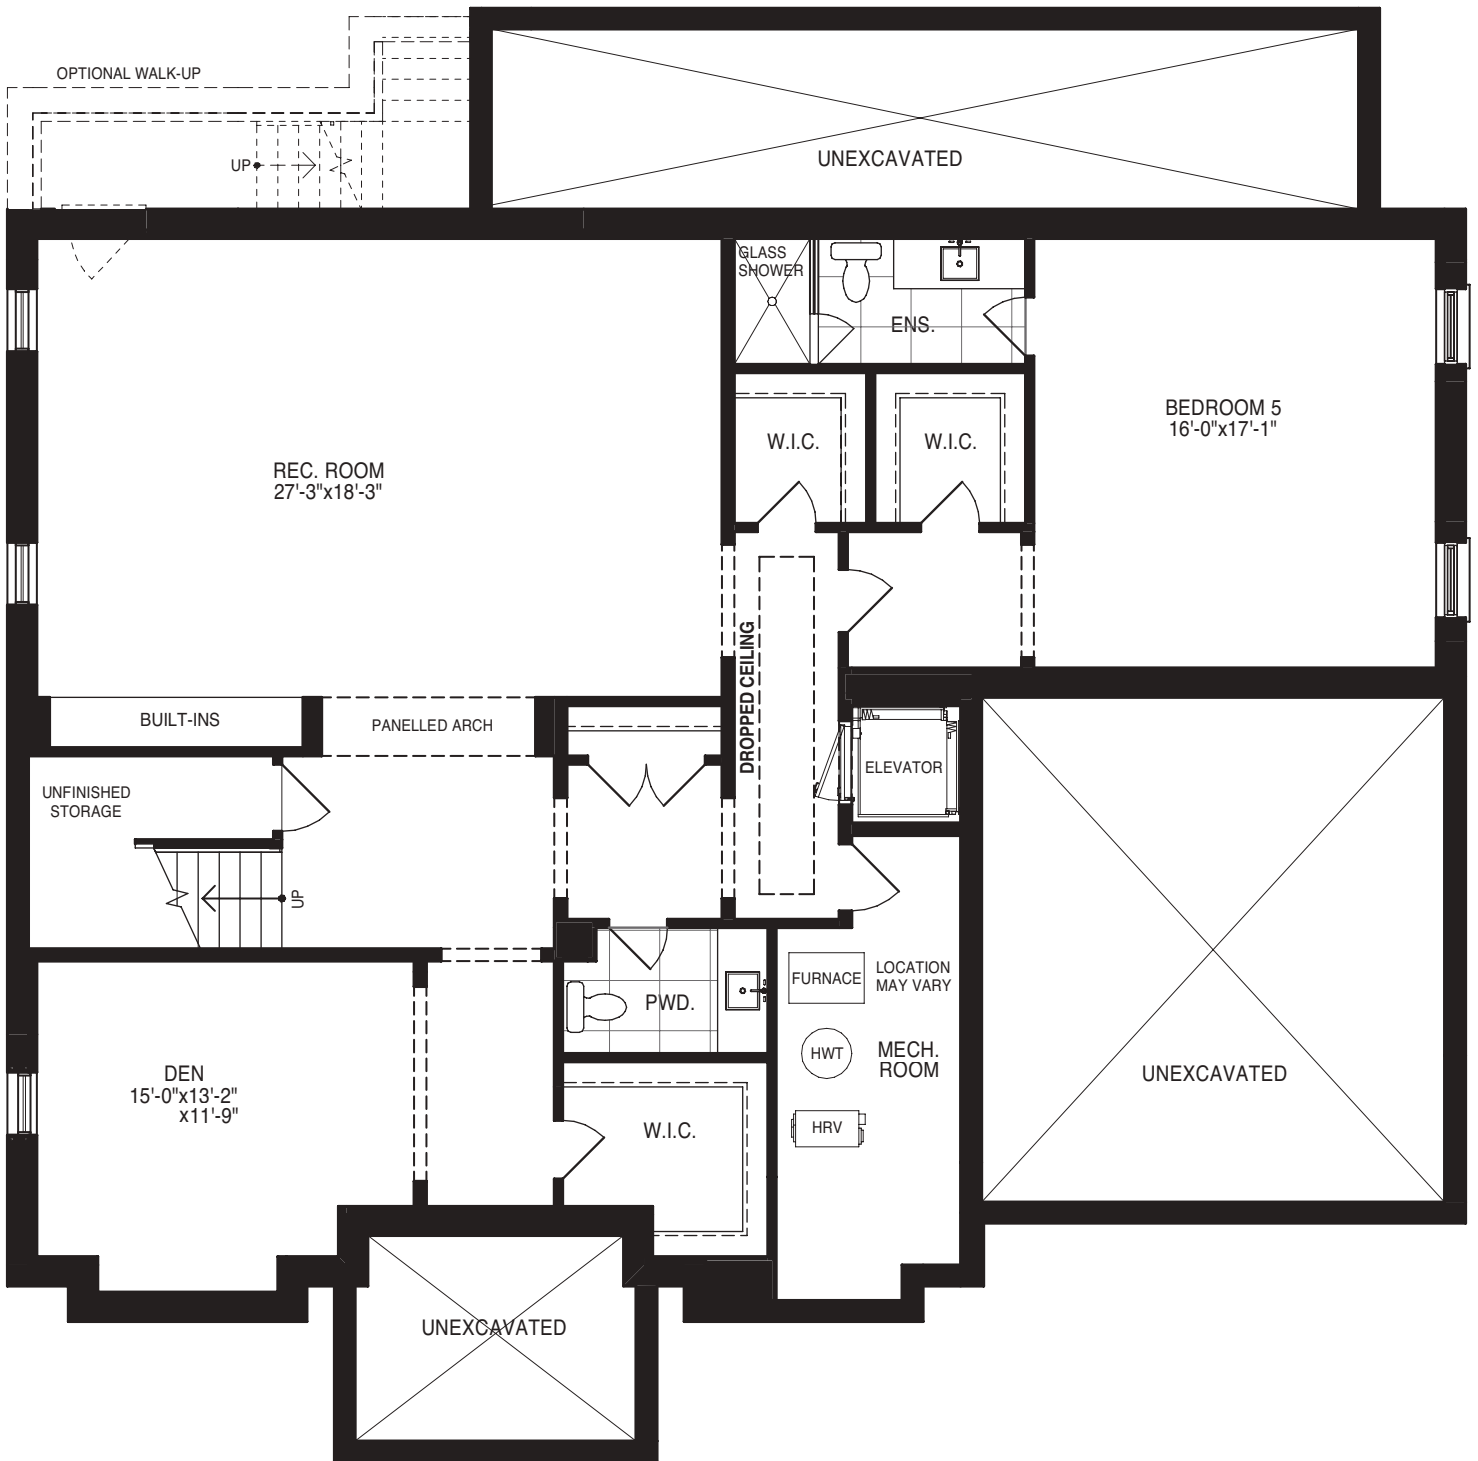 OPTIONAL WALK-UP
UP
UNEXCAVATED
GLASS
SHOWER
ENS.
W.I.C.
W.I.C.
BEDROOM 5
16'-0"x17'-1"
REC. ROOM
27'-3"x18'-3"
DROPPED CEILING
BUILT-INS
PANELLED ARCH
ELEVATOR
UNFINISHED
STORAGE
UP
FURNACE
LOCATION
MAY VARY
PWD.
HWT
MECH.
ROOM
DEN
15'-0"x13'-2"
x11'-9"
W.I.C.
HRV
UNEXCAVATED
UNEXCAVATED